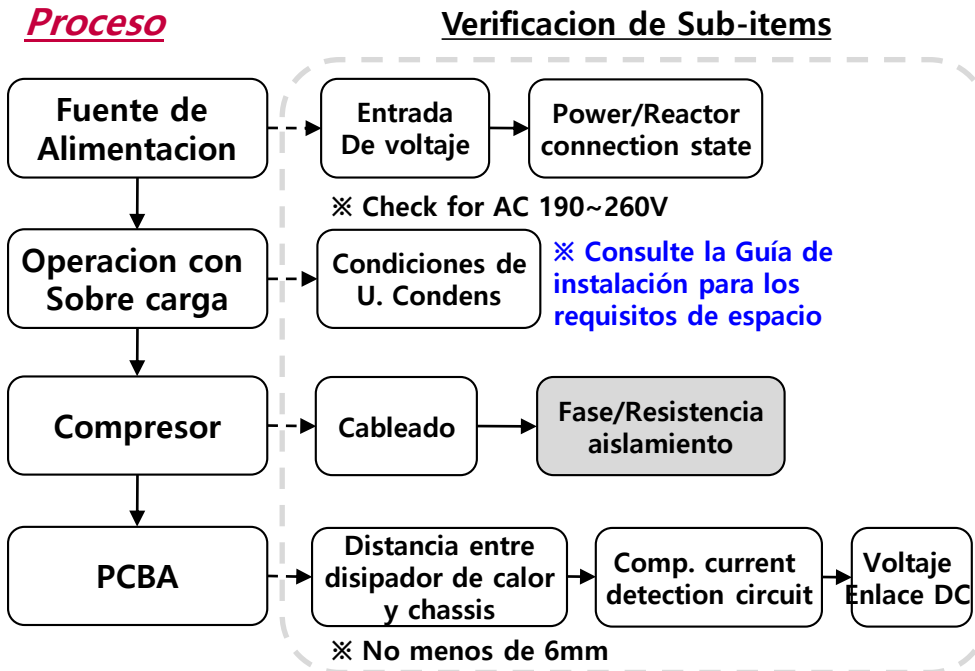 Proceso
Verificacion de Sub-items
Fuente de
Alimentacion
Entrada
De voltaje
Power/Reactor
connection state
※ Check for AC 190~260V
Operacion con
Sobre carga
Condiciones de
U. Condens
※ Consulte la Guía de
instalación para los
requisitos de espacio
Compresor
Cableado
Fase/Resistencia
aislamiento
PCBA
Distancia entre
disipador de calor
y chassis
Comp. current
detection circuit
Voltaje
Enlace DC
※ No menos de 6mm